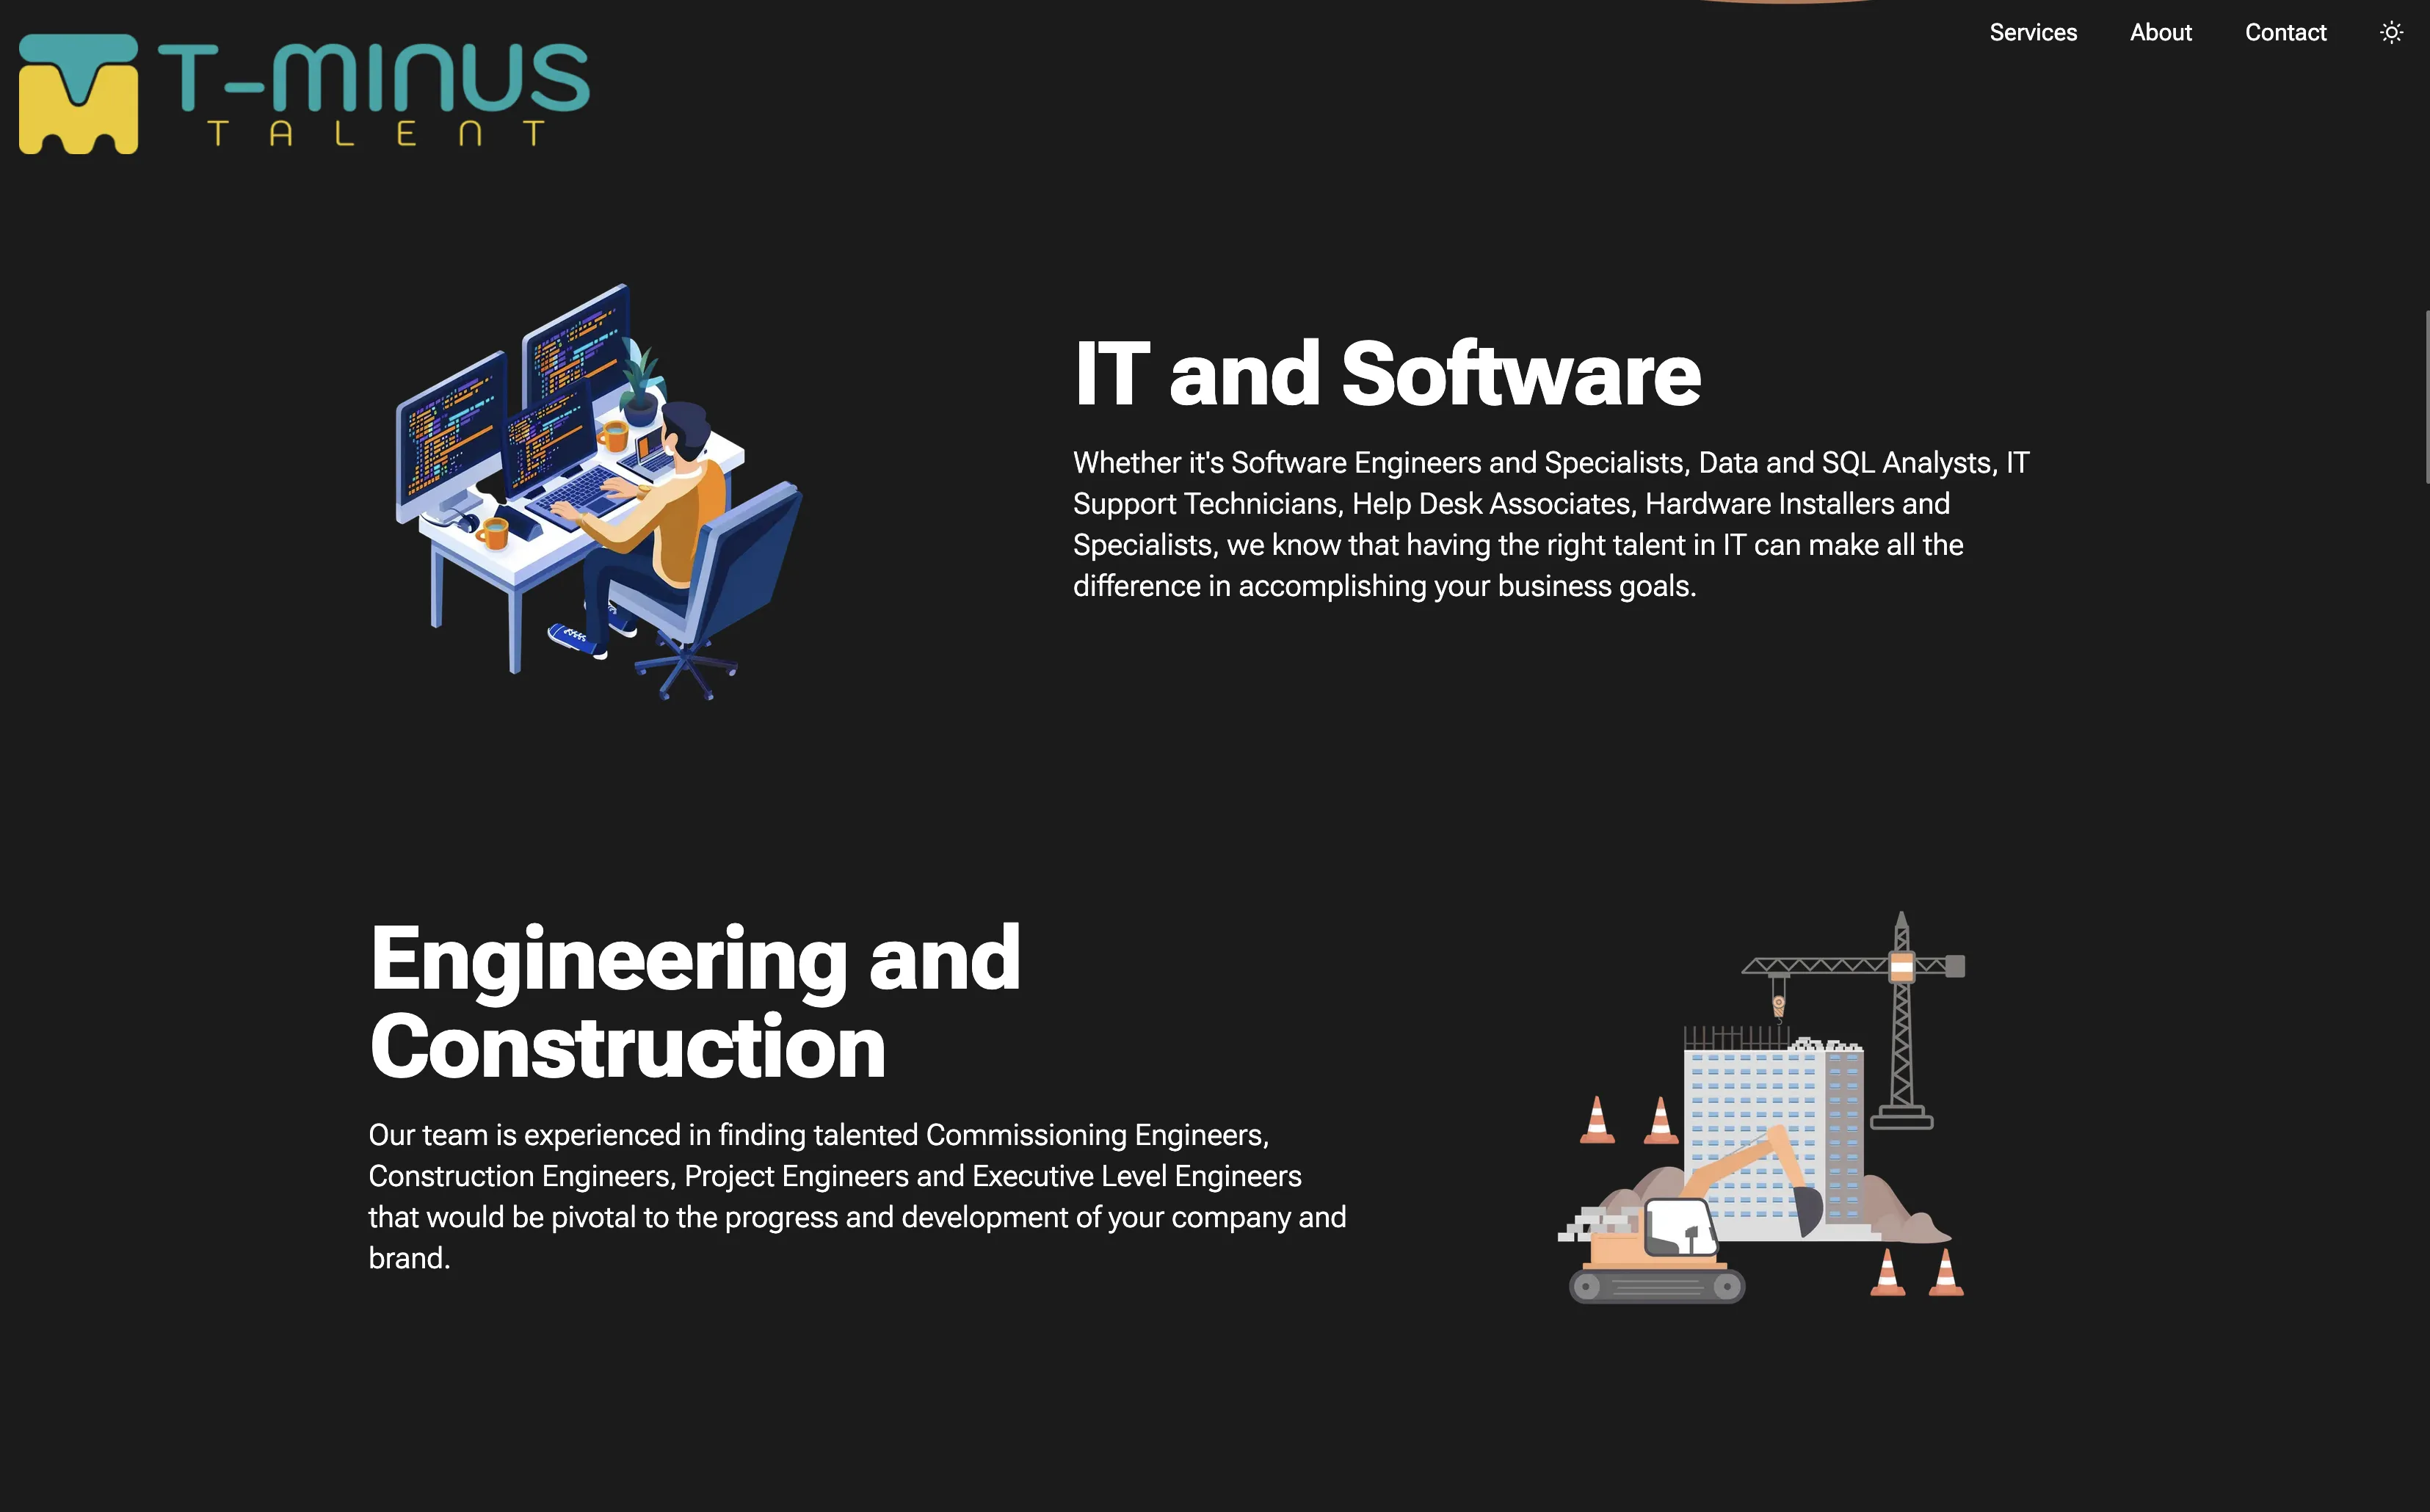 T-MINUS
TALENT
Services About Contact
IT and Software
Whether it's Software Engineers and Specialists, Data and SQL Analysts, IT
Support Technicians, Help Desk Associates, Hardware Installers and
Specialists, we know that having the right talent in IT can make all the
difference in accomplishing your business goals.
Engineering and
Construction
Our team is experienced in finding talented Commissioning Engineers,
Construction Engineers, Project Engineers and Executive Level Engineers
that would be pivotal to the progress and development of your company and
brand.